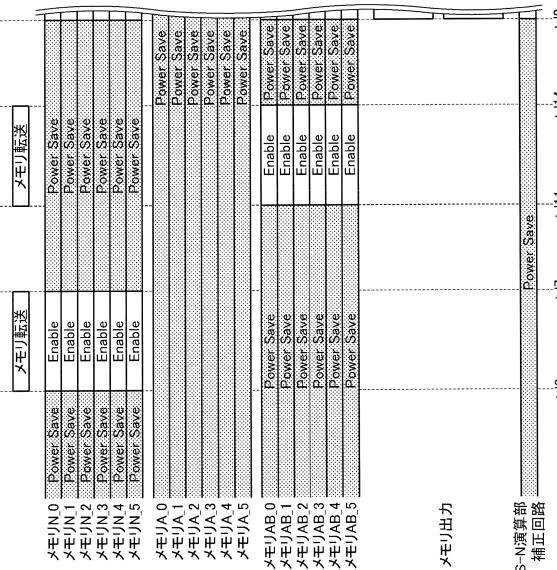 メモリ転送 メモリ転送
メモリN_0 Power Save Enable Power Save
メモリN_1 Power Save Enable Power Save
メモリN_2 Power Save Enable Power Save
メモリN_3 Power Save Enable Power Save
メモリN_4 Power Save Enable Power Save
メモリN_5 Power Save Enable Power Save
メモリA_0 Power Save
メモリA_1 Power Save
メモリA_2 Power Save
メモリA_3 Power Save
メモリA_4 Power Save
メモリA_5 Power Save
メモリAB_0 Power Save Enable Power Save
メモリAB_1 Power Save Enable Power Save
メモリAB_2 Power Save Enable Power Save
メモリAB_3 Power Save Enable Power Save
メモリAB_4 Power Save Enable Power Save
メモリAB_5 Power Save Enable Power Save
メモリ出力
S-N演算部
補正回路 Power Save